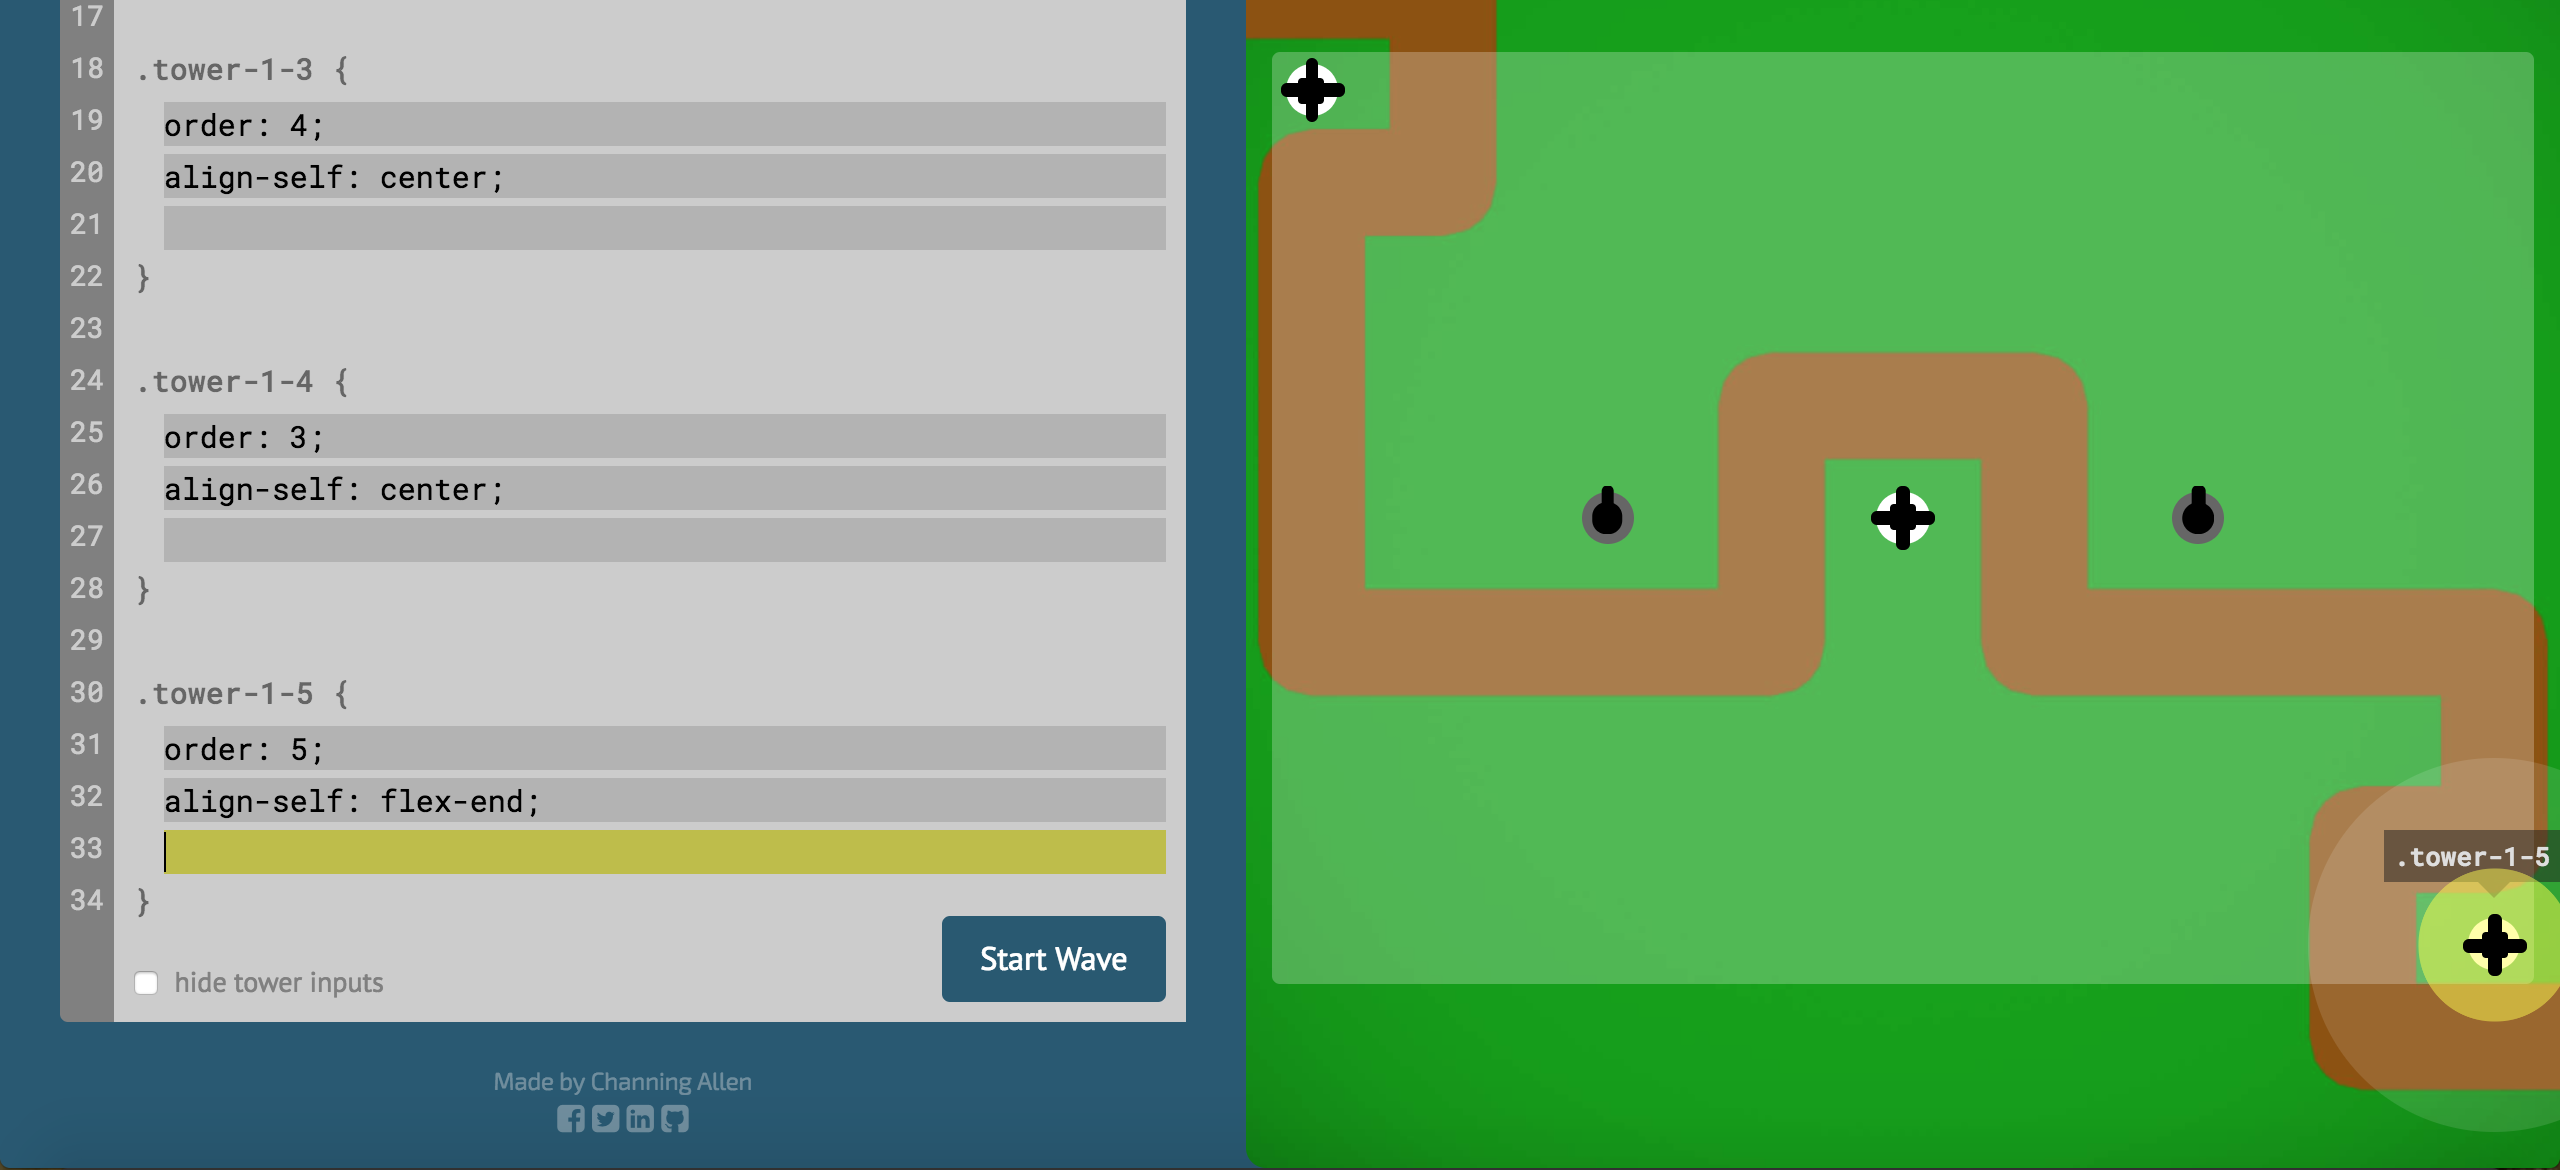 17
18 .tower-1-3 {
19 order: 4;
20 align-self: center;
21
22 }
23
24 .tower-1-4 {
25 order: 3;
26 align-self: center;
27
28 }
29
30 .tower-1-5 {
31 order: 5;
32 align-self: flex-end;
33
34 }
hide tower inputs
Start Wave
Made by Channing Allen
.tower-1-5